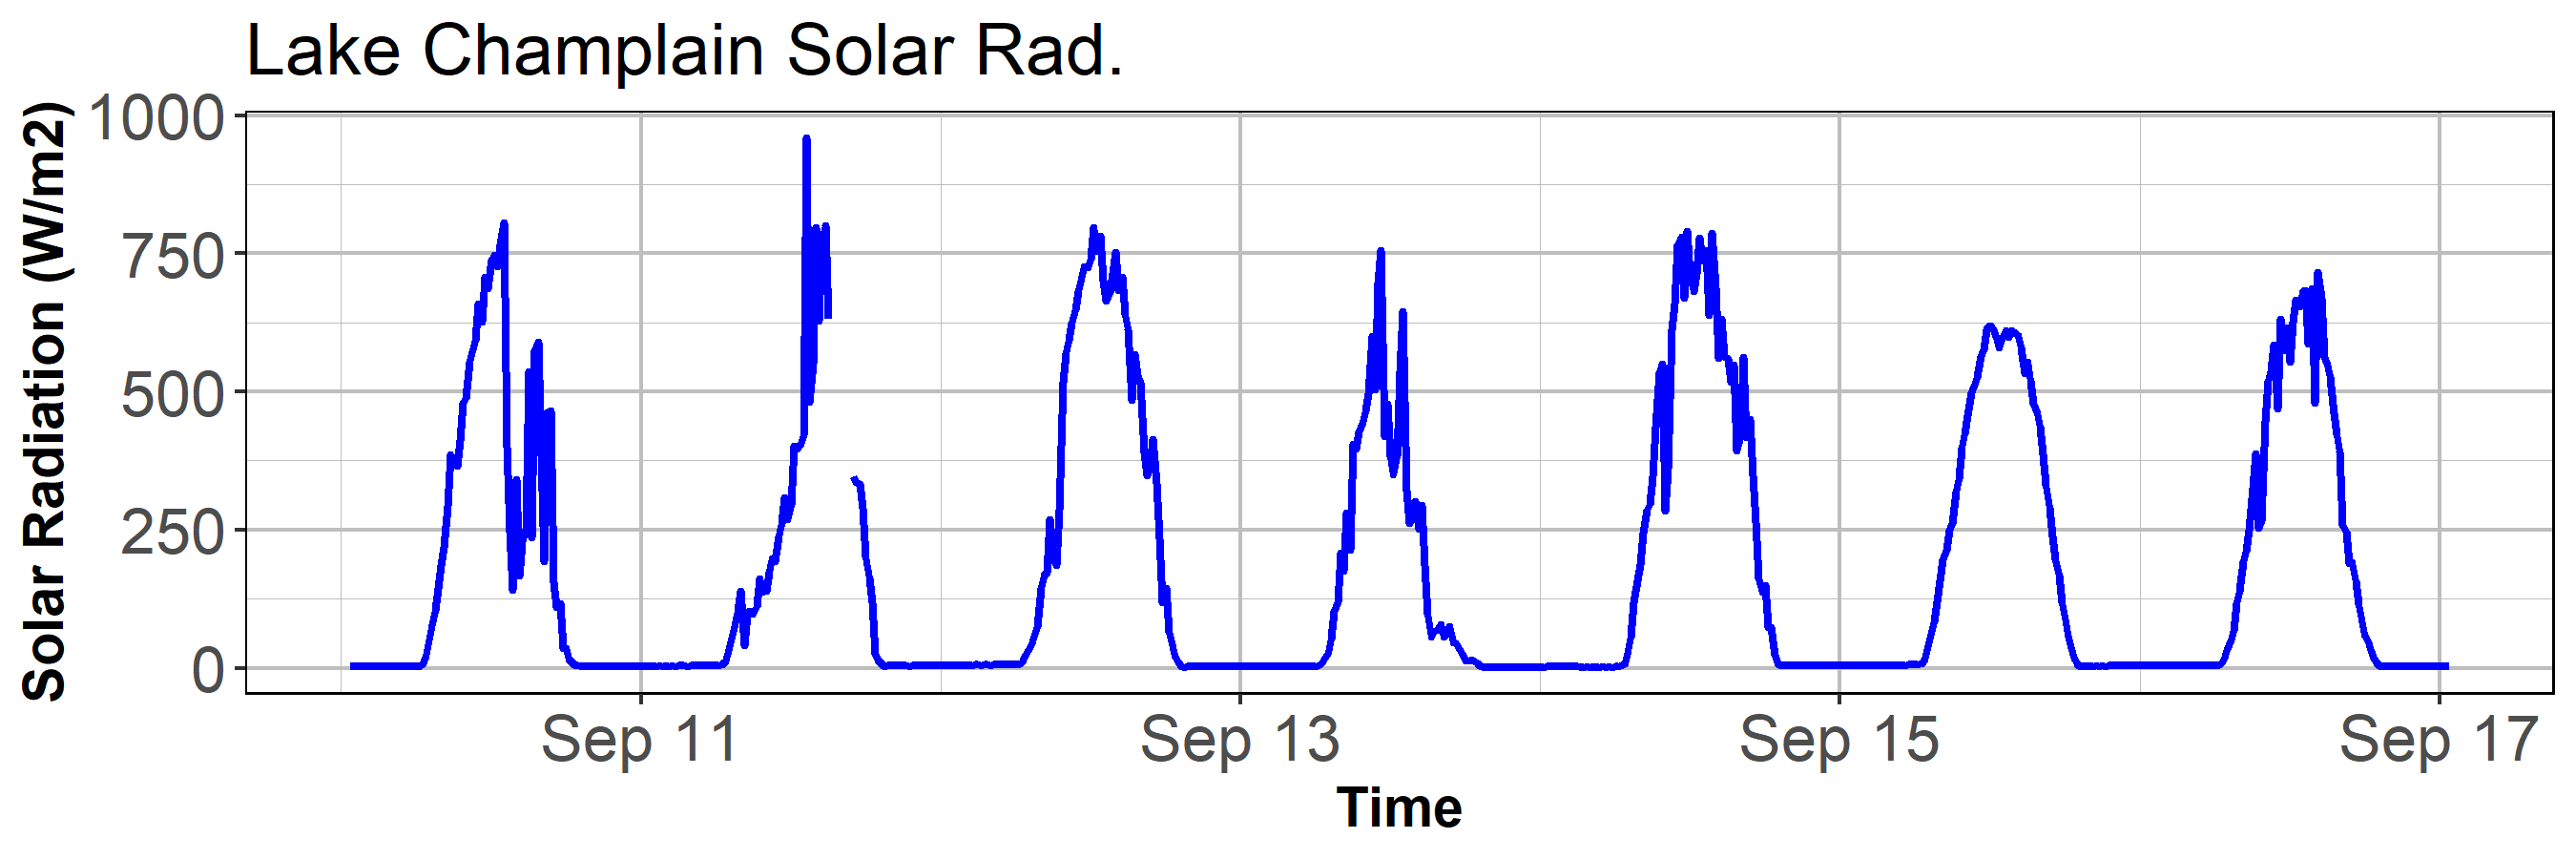 Lake Champlain Solar Rad.
Solar Radiation (W/m2)
1000
750
500
250
0
Sep 11 Sep 13 Sep 15 Sep 17
Time